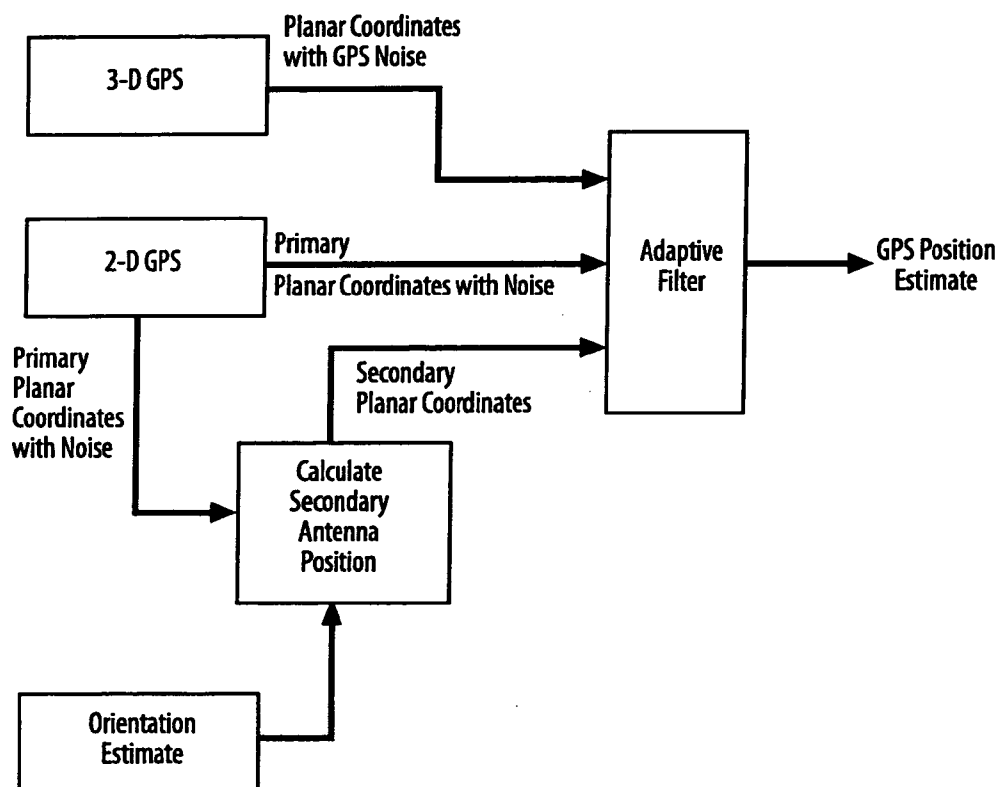 Planar Coordinates
with GPS Noise
3-D GPS
2-D GPS
Primary
Planar Coordinates with Noise
Adaptive
Filter
GPS Position
Estimate
Primary
Planar
Coordinates
with Noise
Secondary
Planar Coordinates
Calculate
Secondary
Antenna
Position
Orientation
Estimate